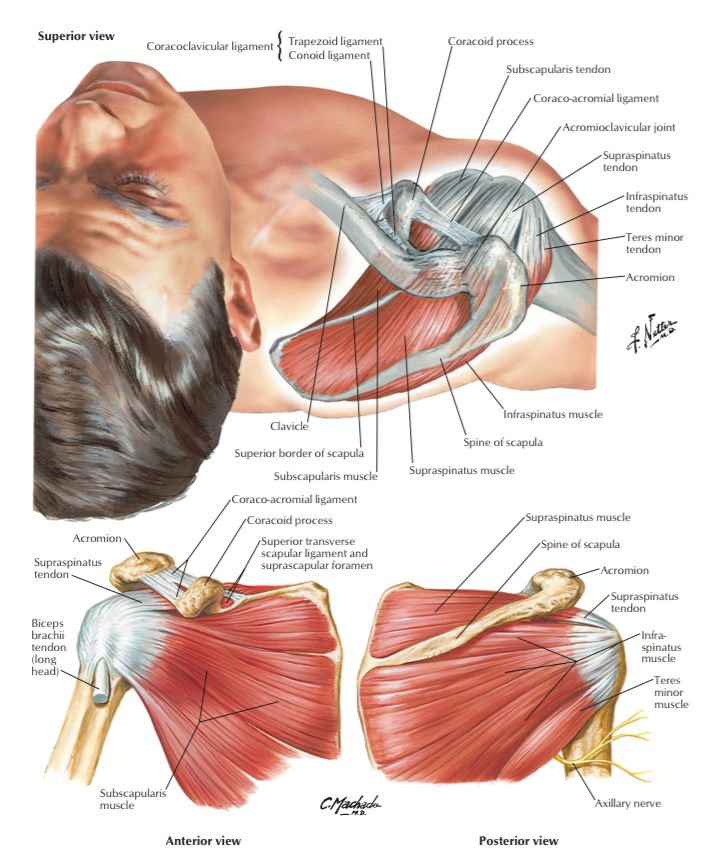 Superior view
Coracoclavicular ligament
Trapezoid ligament
Conoid ligament
Coracoid process
Subscapularis tendon
Coraco-acromial ligament
Acromioclavicular joint
Supraspinatus
tendon
Infraspinatus
tendon
Teres minor
tendon
Acromion
F. Netter
M.D.
Infraspinatus muscle
Clavicle
Spine of scapula
Superior border of scapula
Supraspinatus muscle
Subscapularis muscle
Coraco-acromial ligament
Coracoid process
Acromion
Superior transverse
scapular ligament and
suprascapular foramen
Supraspinatus
tendon
Biceps
brachii
tendon
(long
head)
Subscapularis
muscle
Supraspinatus muscle
Spine of scapula
Acromion
Supraspinatus
tendon
Infra-
spinatus
muscle
Teres
minor
muscle
Axillary nerve
C. Machado
M.D.
Anterior view
Posterior view